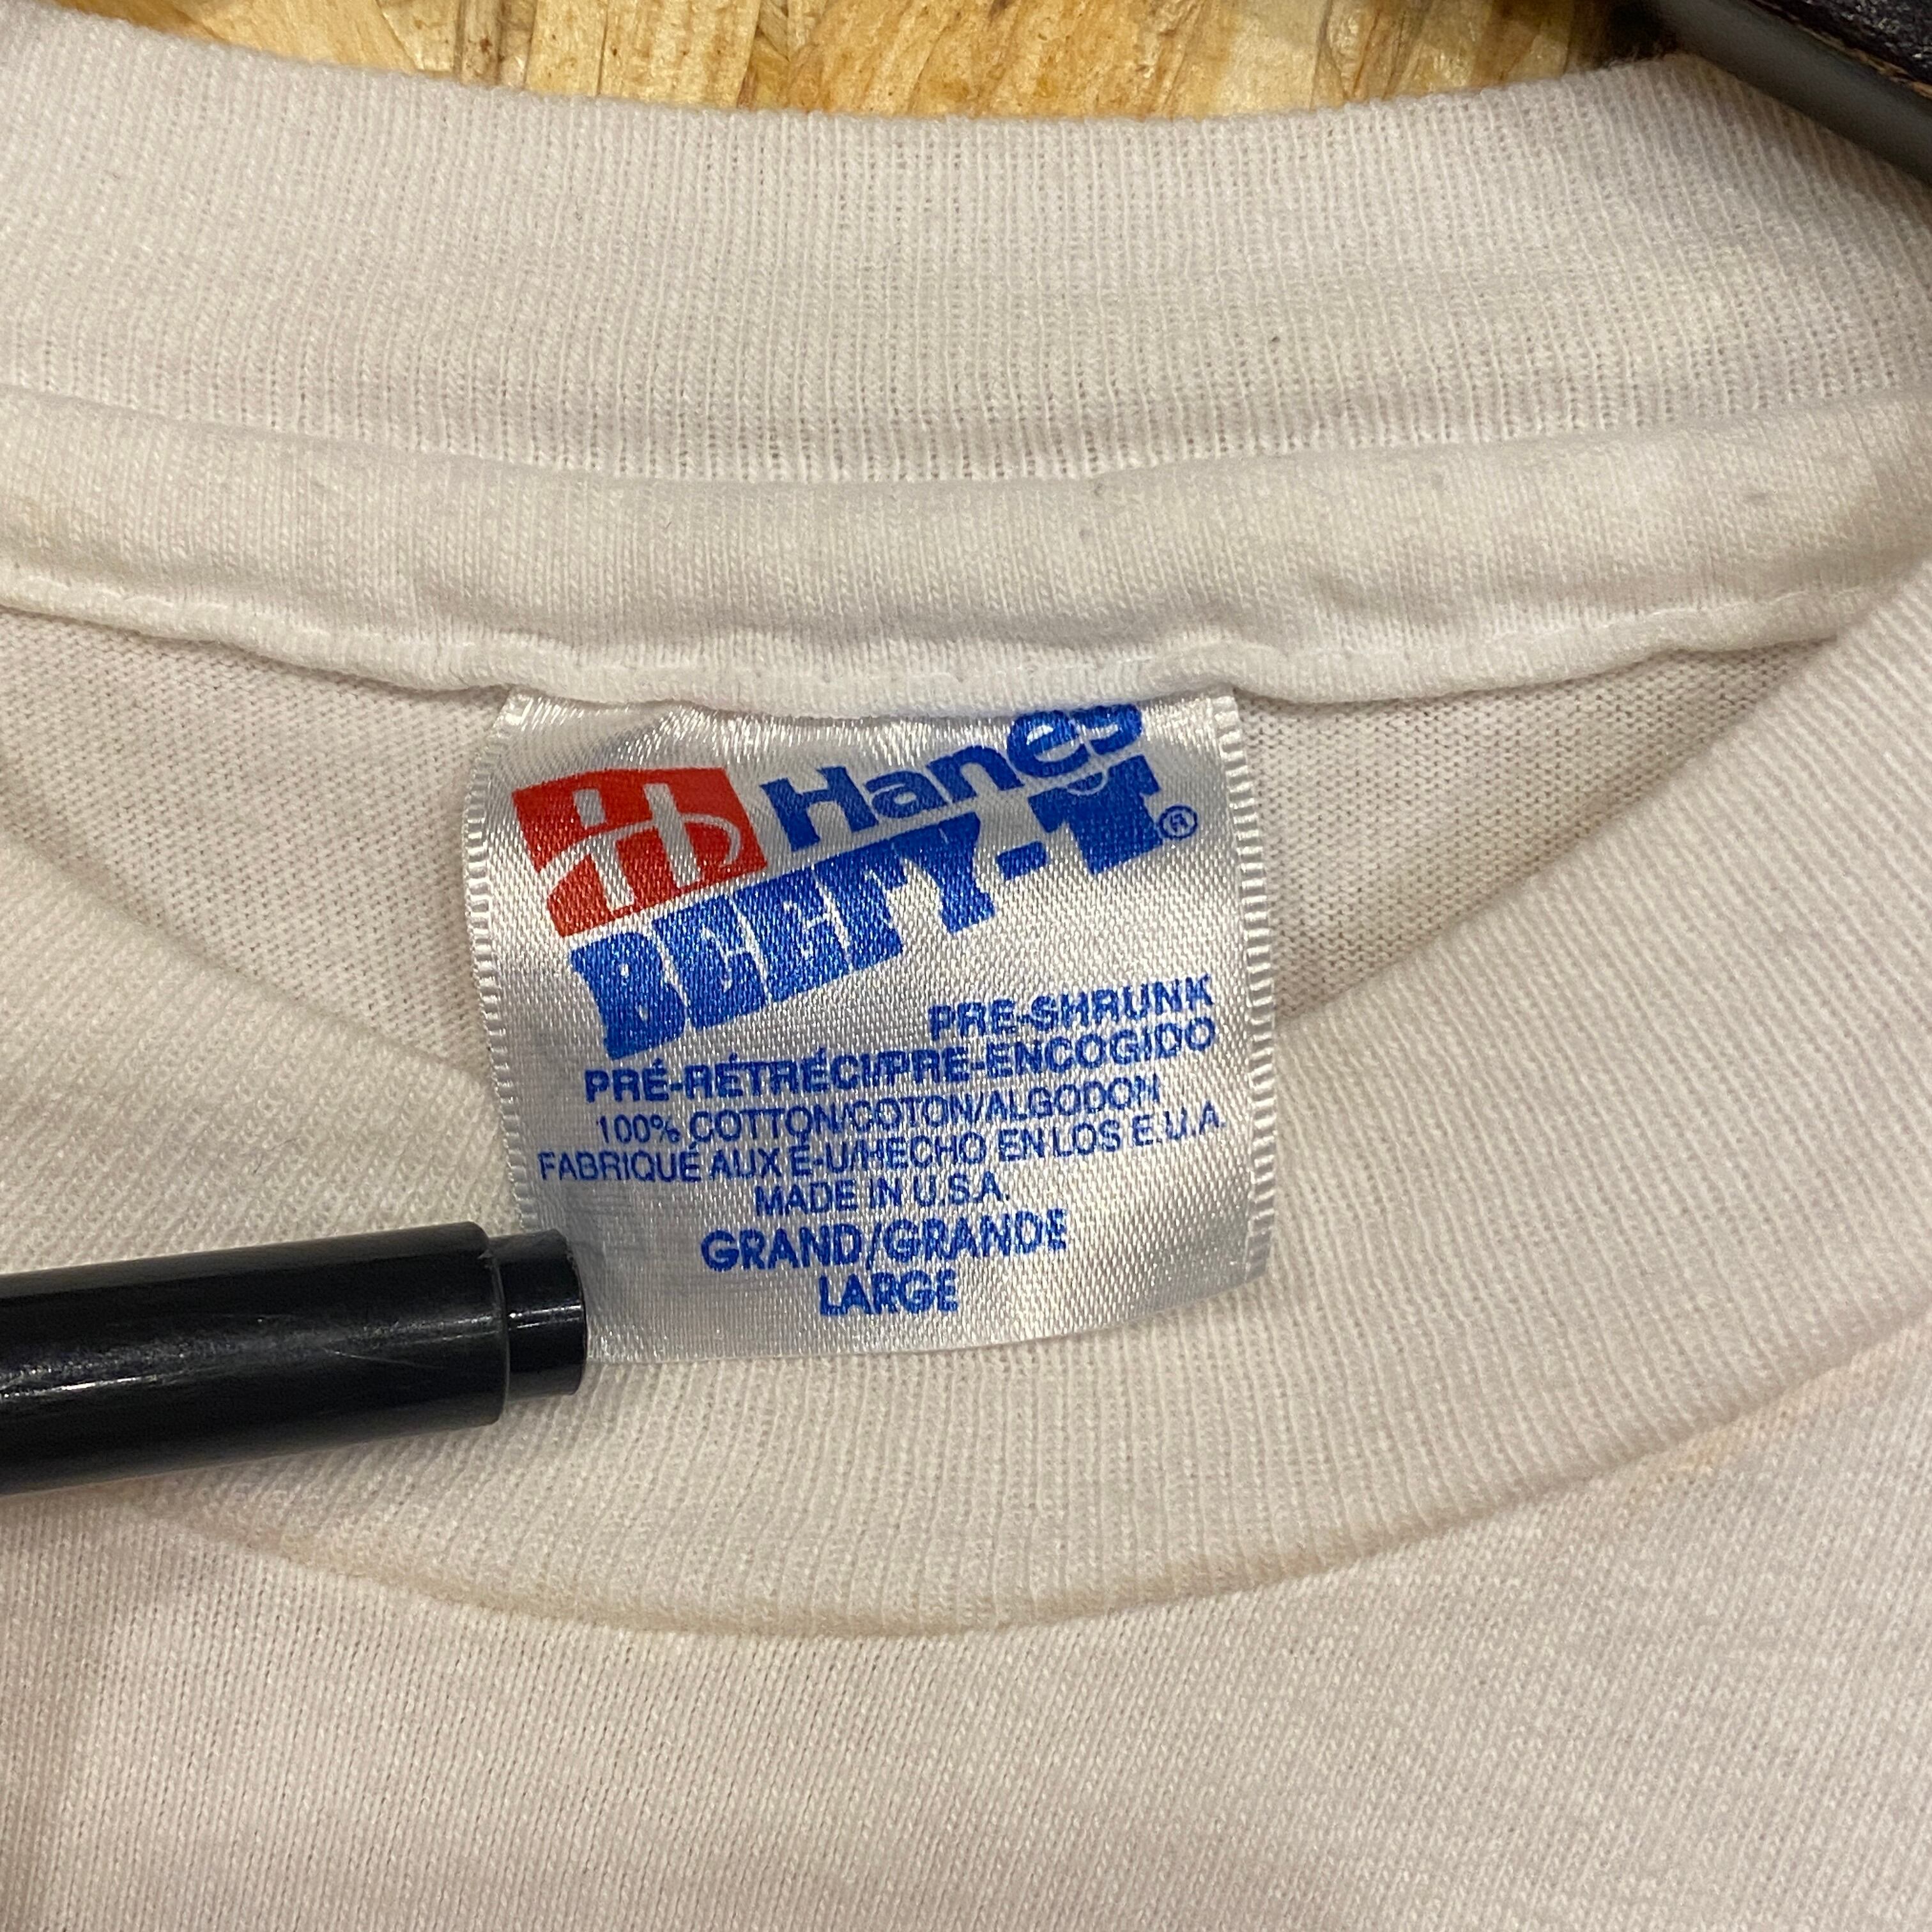 Hanes
BEEFY-T®
PRE-SHRUNK
PRÉ-RÉTRÉCI/PRE-ENCOGIDO
100% COTTON/COTON/ALGODON
FABRIQUÉ AUX É-U/HECHO EN LOS E.U.A.
MADE IN U.S.A.
GRAND/GRANDE
LARGE